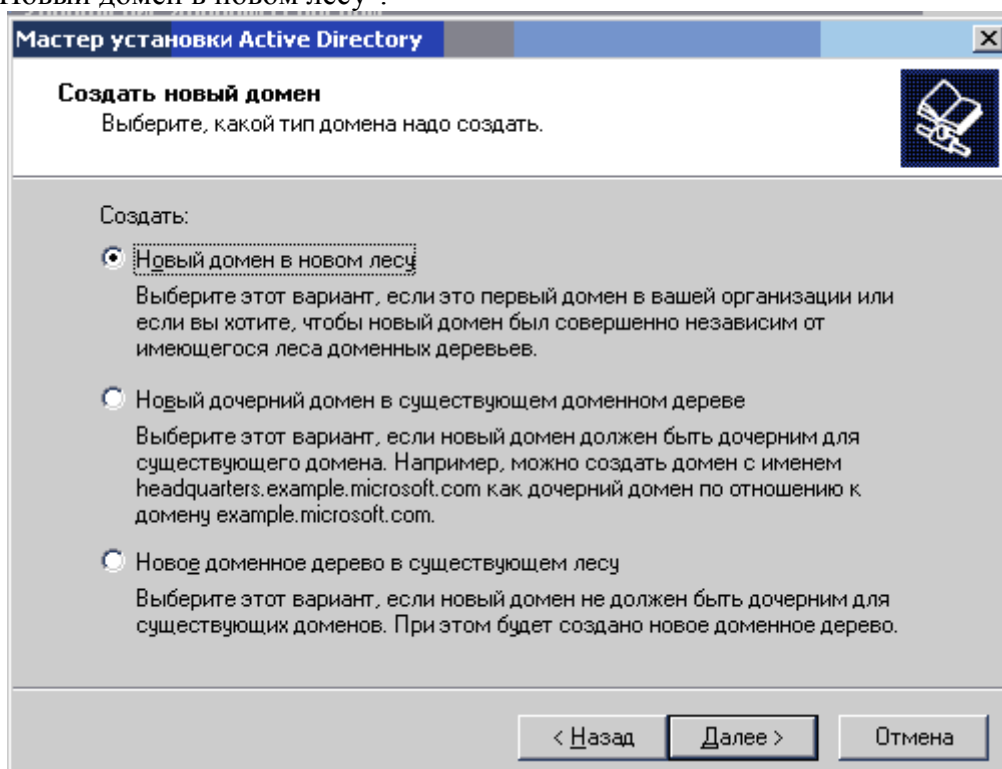 Новый домен в новом лесу".
Мастер установки Active Directory
Создать новый домен
Выберите, какой тип домена надо создать.
Создать:
Новый домен в новом лесу
Выберите этот вариант, если это первый домен в вашей организации или
если вы хотите, чтобы новый домен был совершенно независим от
имеющегося леса доменных деревьев.
Новый дочерний домен в существующем доменном дереве
Выберите этот вариант, если новый домен должен быть дочерним для
существующего домена. Например, можно создать домен с именем
headquarters.example.microsoft.com как дочерний домен по отношению к
домену example.microsoft.com.
Новое доменное дерево в существующем лесу
Выберите этот вариант, если новый домен не должен быть дочерним для
существующих доменов. При этом будет создано новое доменное дерево.
< Назад Далее > Отмена